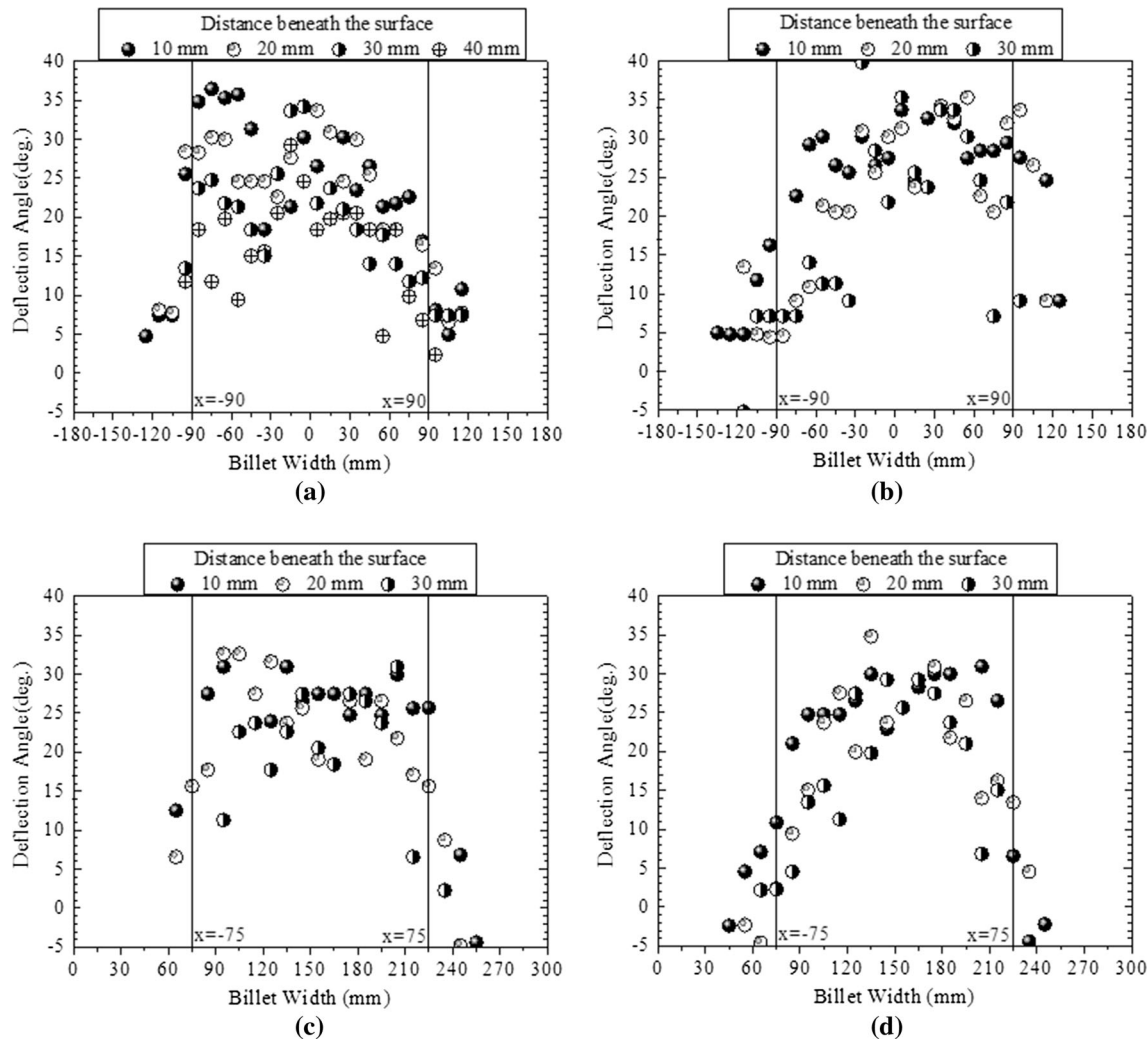 Distance beneath the surface
10 mm 20 mm 30 mm 40 mm
40
35
30
25
20
15
10
5
0
-5
Deflection Angle(deg.)
x=-90
x=90
-180 -150 -120 -90 -60 -30 0 30 60 90 120 150 180
Billet Width (mm)
(a)
Distance beneath the surface
10 mm 20 mm 30 mm
40
35
30
25
20
15
10
5
0
-5
Deflection Angle(deg.)
x=-90
x=90
-180 -150 -120 -90 -60 -30 0 30 60 90 120 150 180
Billet Width (mm)
(b)
Distance beneath the surface
10 mm 20 mm 30 mm
40
35
30
25
20
15
10
5
0
-5
Deflection Angle(deg.)
x=-75
x=75
0 30 60 90 120 150 180 210 240 270 300
Billet Width (mm)
(c)
Distance beneath the surface
10 mm 20 mm 30 mm
40
35
30
25
20
15
10
5
0
-5
Deflection Angle(deg.)
x=-75
x=75
0 30 60 90 120 150 180 210 240 270 300
Billet Width (mm)
(d)